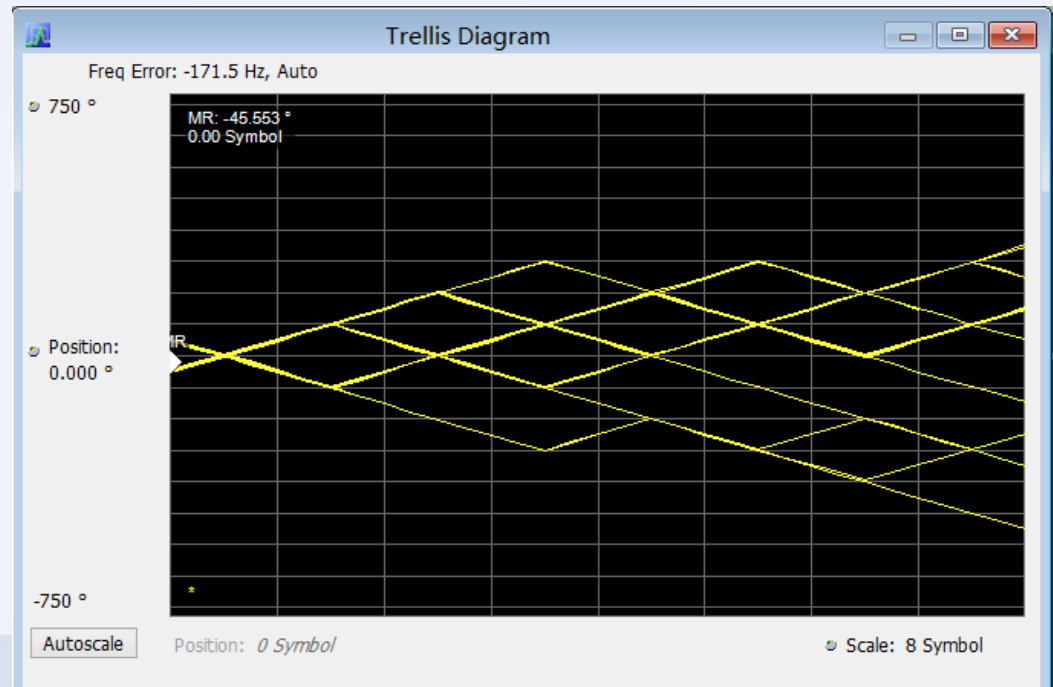 Trellis Diagram
Freq Error: -171.5 Hz, Auto
750 °
MR: -45.553 °
0.00 Symbol
MR
Position:
0.000 °
-750 °
*
Autoscale
Position: 0 Symbol
Scale: 8 Symbol